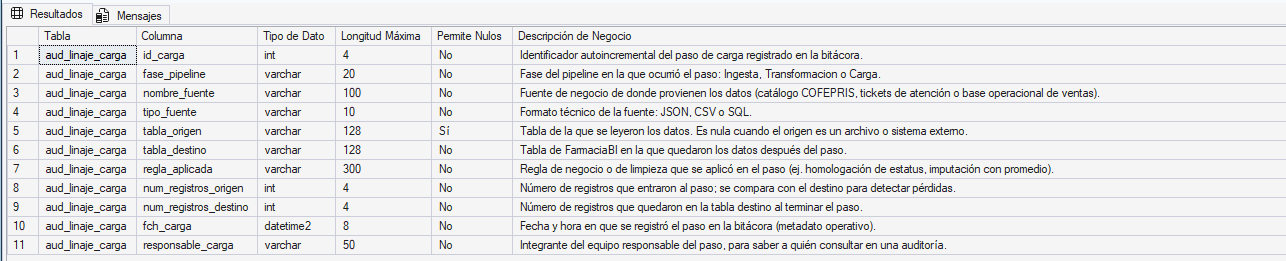 Resultados Mensajes
Tabla Columna Tipo de Dato Longitud Máxima Permite Nulos Descripción de Negocio
1 aud_linaje_carga id_carga int 4 No Identificador autoincremental del paso de carga registrado en la bitácora.
2 aud_linaje_carga fase_pipeline varchar 20 No Fase del pipeline en la que ocurrió el paso: Ingesta, Transformacion o Carga.
3 aud_linaje_carga nombre_fuente varchar 100 No Fuente de negocio de donde provienen los datos (catálogo COFEPRIS, tickets de atención o base operacional de ventas).
4 aud_linaje_carga tipo_fuente varchar 10 No Formato técnico de la fuente: JSON, CSV o SQL.
5 aud_linaje_carga tabla_origen varchar 128 Sí Tabla de la que se leyeron los datos. Es nula cuando el origen es un archivo o sistema externo.
6 aud_linaje_carga tabla_destino varchar 128 No Tabla de FarmaciaBI en la que quedaron los datos después del paso.
7 aud_linaje_carga regla_aplicada varchar 300 No Regla de negocio o de limpieza que se aplicó en el paso (ej. homologación de estatus, imputación con promedio).
8 aud_linaje_carga num_registros_origen int 4 No Número de registros que entraron al paso; se compara con el destino para detectar pérdidas.
9 aud_linaje_carga num_registros_destino int 4 No Número de registros que quedaron en la tabla destino al terminar el paso.
10 aud_linaje_carga fch_carga datetime2 8 No Fecha y hora en que se registró el paso en la bitácora (metadato operativo).
11 aud_linaje_carga responsable_carga varchar 50 No Integrante del equipo responsable del paso, para saber a quién consultar en una auditoría.